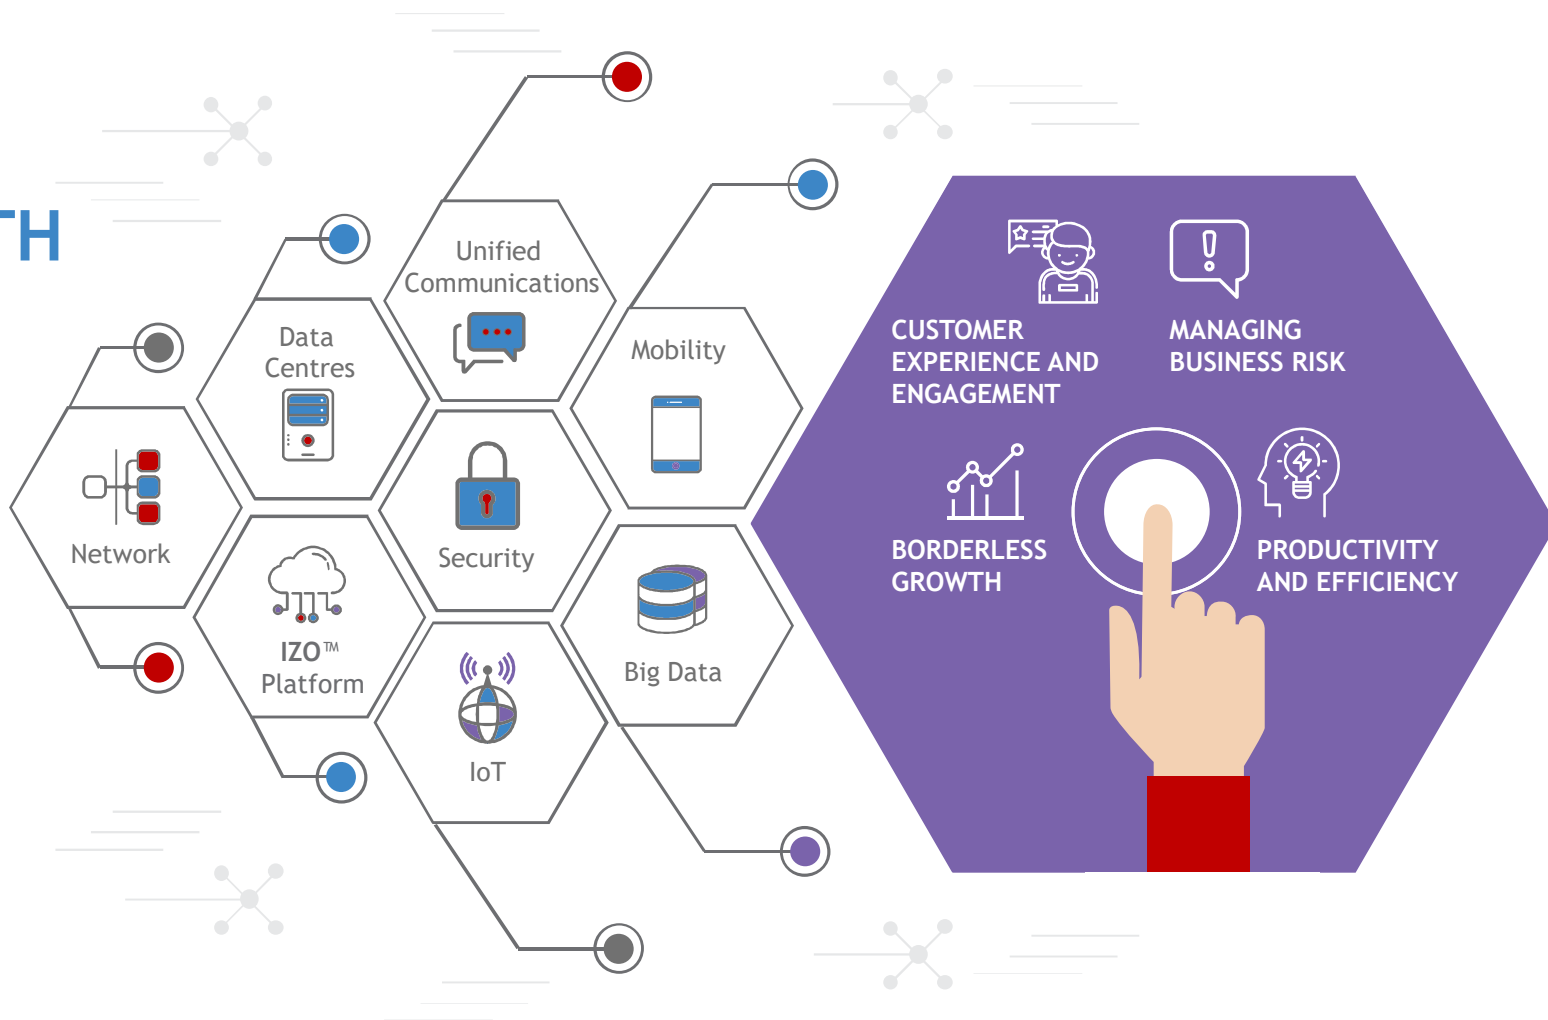 TH
Unified
Communications
Data
Centres
Mobility
Network
Security
IZO™
Platform
Big Data
IoT
CUSTOMER
EXPERIENCE AND
ENGAGEMENT
MANAGING
BUSINESS RISK
BORDERLESS
GROWTH
PRODUCTIVITY
AND EFFICIENCY